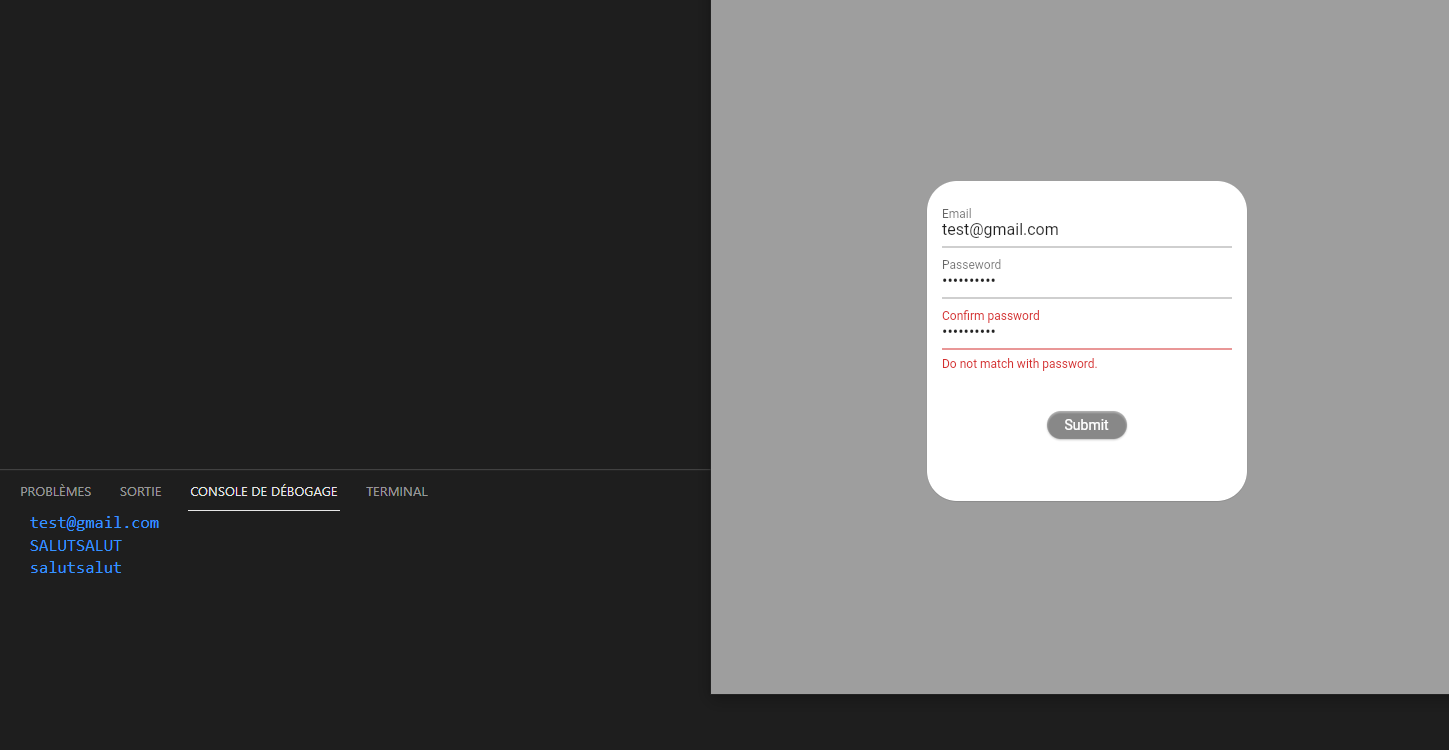 PROBLÈMES SORTIE CONSOLE DE DÉBOGAGE TERMINAL
test@gmail.com
SALUTSALUT
salutsalut
Email
test@gmail.com
Passeword
••••••••••
Confirm password
••••••••••
Do not match with password.
Submit